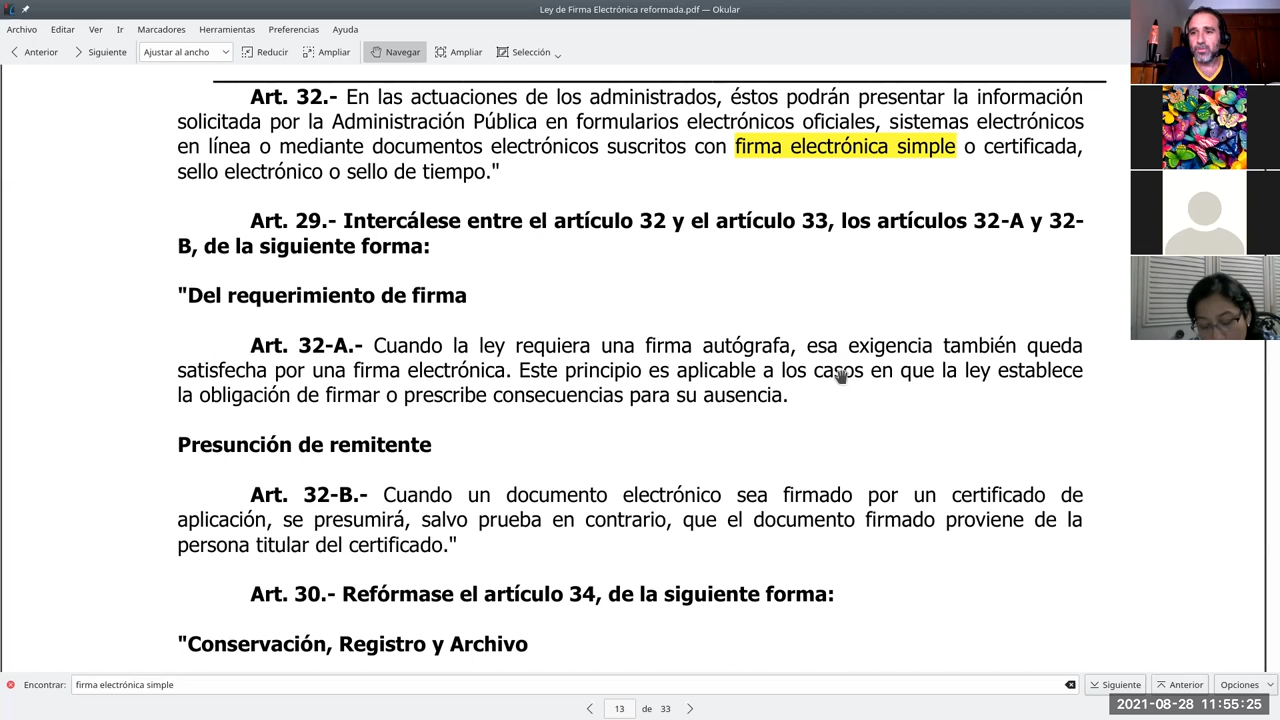 Ley de Firma Electrónica reformada.pdf — Okular
Archivo Editar Ver Ir Marcadores Herramientas Preferencias Ayuda
Anterior Siguiente Ajustar al ancho Reducir Ampliar Navegar Ampliar Selección
Art. 32.- En las actuaciones de los administrados, éstos podrán presentar la información
solicitada por la Administración Pública en formularios electrónicos oficiales, sistemas electrónicos
en línea o mediante documentos electrónicos suscritos con firma electrónica simple o certificada,
sello electrónico o sello de tiempo."
Art. 29.- Intercálese entre el artículo 32 y el artículo 33, los artículos 32-A y 32-
B, de la siguiente forma:
"Del requerimiento de firma
Art. 32-A.- Cuando la ley requiera una firma autógrafa, esa exigencia también queda
satisfecha por una firma electrónica. Este principio es aplicable a los casos en que la ley establece
la obligación de firmar o prescribe consecuencias para su ausencia.
Presunción de remitente
Art. 32-B.- Cuando un documento electrónico sea firmado por un certificado de
aplicación, se presumirá, salvo prueba en contrario, que el documento firmado proviene de la
persona titular del certificado."
Art. 30.- Refórmase el artículo 34, de la siguiente forma:
"Conservación, Registro y Archivo
Encontrar: firma electrónica simple Siguiente Anterior Opciones
13 de 33
2021-08-28 11:55:25